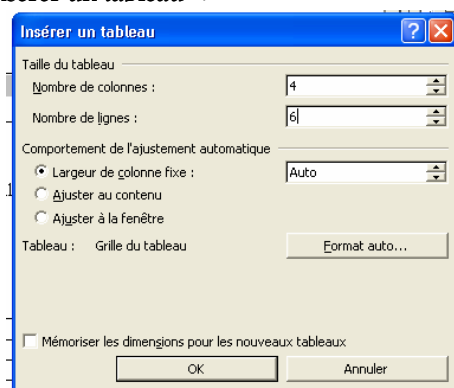 Insérer un tableau
Taille du tableau
Nombre de colonnes : 4
Nombre de lignes : 6
Comportement de l'ajustement automatique
Largeur de colonne fixe : Auto
Ajuster au contenu
Ajuster à la fenêtre
Tableau : Grille du tableau Format auto...
Mémoriser les dimensions pour les nouveaux tableaux
OK Annuler